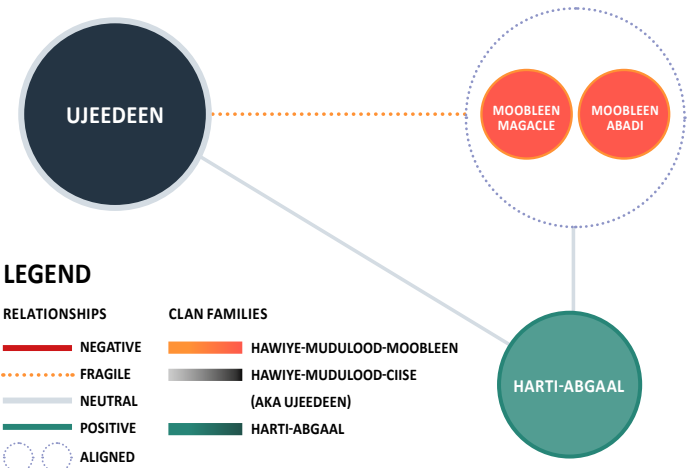 UJEEDEEN
MOOBLEEN
MAGACLE
MOOBLEEN
ABADI
HARTI-ABGAAL
LEGEND
RELATIONSHIPS
NEGATIVE
FRAGILE
NEUTRAL
POSITIVE
ALIGNED
CLAN FAMILIES
HAWIYE-MUDULOOD-MOOBLEEN
HAWIYE-MUDULOOD-CIISE
(AKA UJEEDEEN)
HARTI-ABGAAL